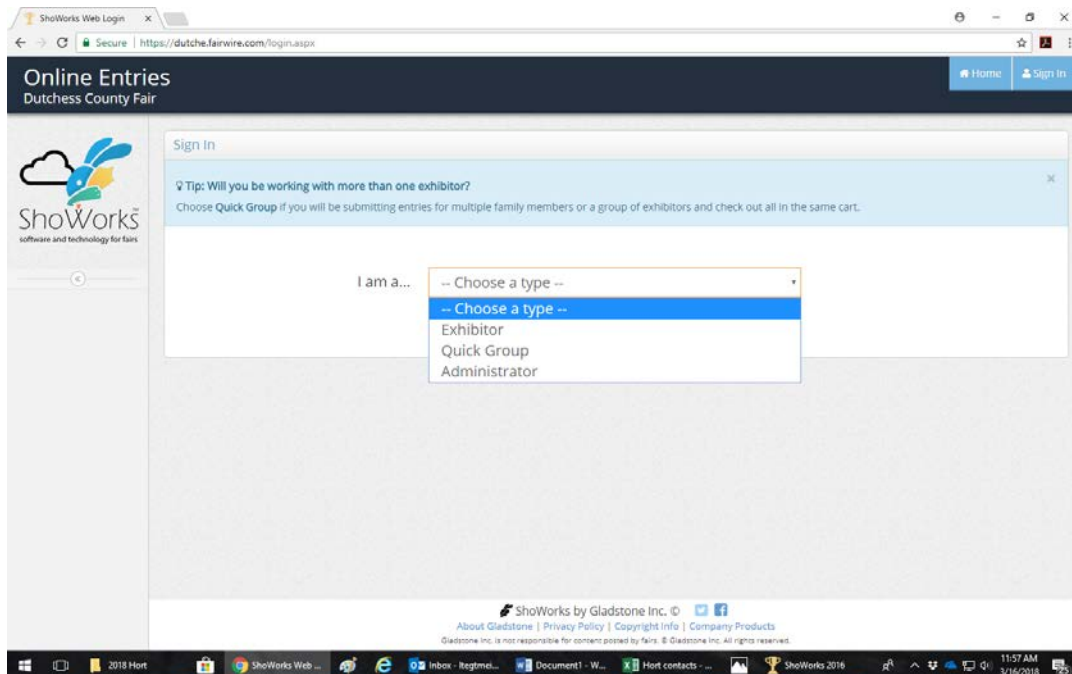 ShoWorks Web Login
Secure | https://dutche.fairwire.com/login.aspx
Online Entries
Dutchess County Fair
Home
Sign In
ShoWorks
software and technology for fairs
Sign In
Tip: Will you be working with more than one exhibitor?
Choose Quick Group if you will be submitting entries for multiple family members or a group of exhibitors and check out all in the same cart.
I am a...
-- Choose a type --
-- Choose a type --
Exhibitor
Quick Group
Administrator
ShoWorks by Gladstone Inc. ©
About Gladstone | Privacy Policy | Copyright Info | Company Products
Gladstone Inc. is not responsible for content posted by fairs. © Gladstone Inc. All rights reserved.
2018 Hort
ShoWorks Web ...
Inbox - ltegtmei...
Document1 - W...
Hort contacts - ...
ShoWorks 2016
11:57 AM
3/16/2018